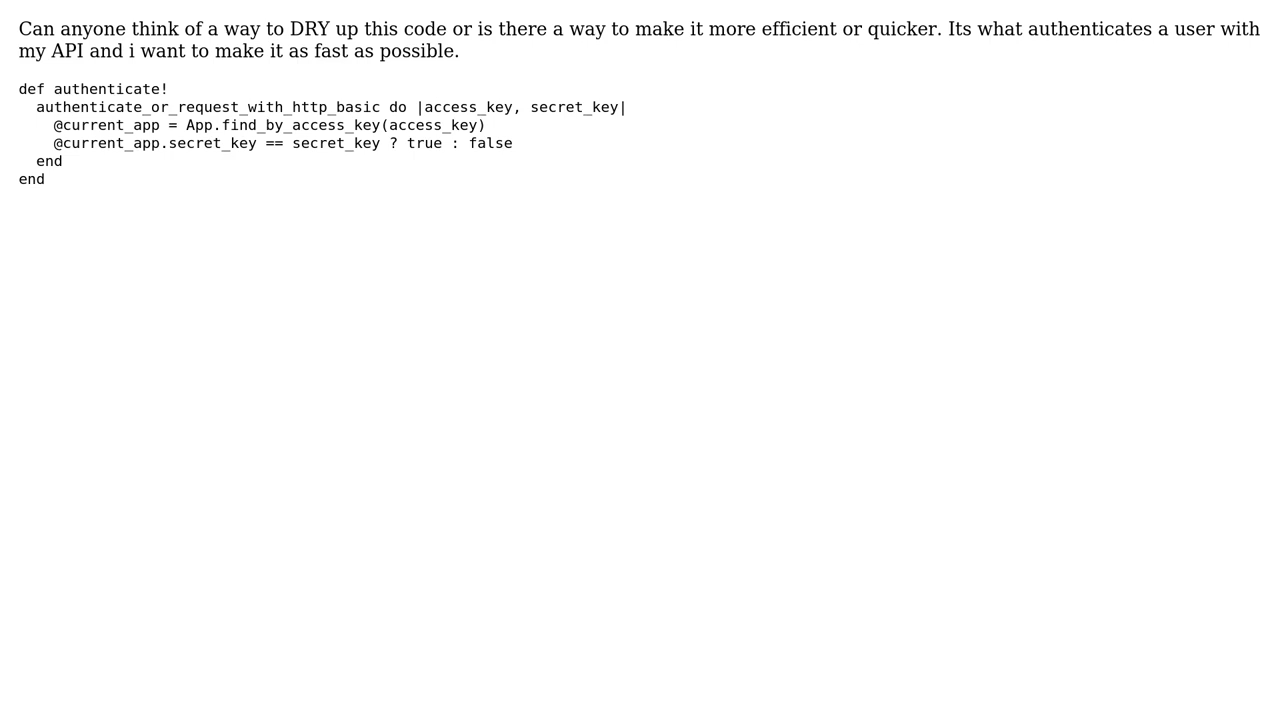 Can anyone think of a way to DRY up this code or is there a way to make it more efficient or quicker. Its what authenticates a user with
my API and i want to make it as fast as possible.
def authenticate!
  authenticate_or_request_with_http_basic do |access_key, secret_key|
    @current_app = App.find_by_access_key(access_key)
    @current_app.secret_key == secret_key ? true : false
  end
end